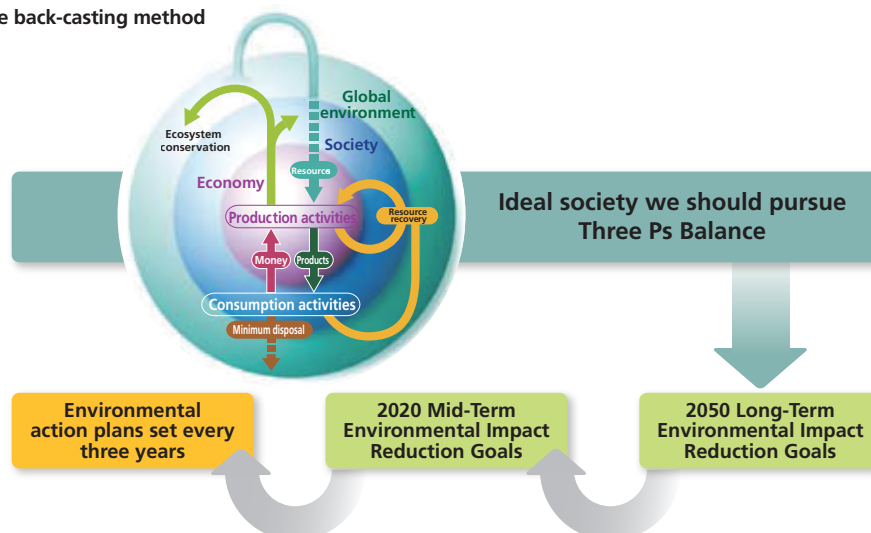 e back-casting method
Global
environment
Ecosystem
conservation
Society
Resource
Economy
Production activities
Resource
recovery
Ideal society we should pursue
Three Ps Balance
Money
Products
Consumption activities
Minimum disposal
Environmental
action plans set every
three years
2020 Mid-Term
Environmental Impact
Reduction Goals
2050 Long-Term
Environmental Impact
Reduction Goals